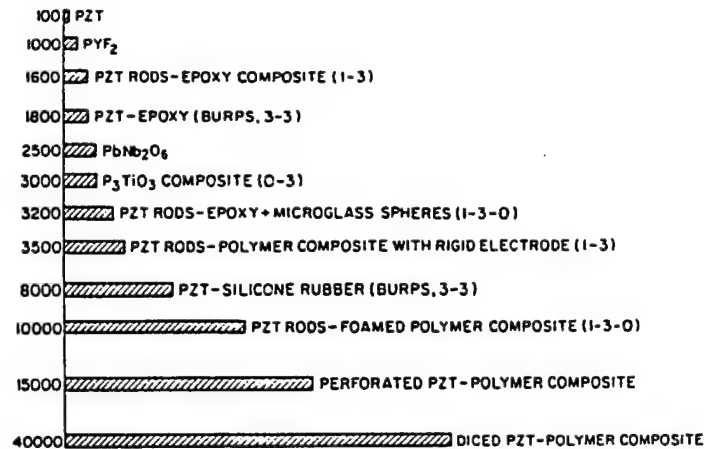 100 PZT
1000 PYF2
1600 PZT RODS-EPOXY COMPOSITE (1-3)
1800 PZT-EPOXY (BURPS, 3-3)
2500 PbNb2O6
3000 P3TiO3 COMPOSITE (0-3)
3200 PZT RODS-EPOXY+MICROGLASS SPHERES (1-3-0)
3500 PZT RODS-POLYMER COMPOSITE WITH RIGID ELECTRODE (1-3)
8000 PZT-SILICONE RUBBER (BURPS, 3-3)
10000 PZT RODS-FOAMED POLYMER COMPOSITE (1-3-0)
15000 PERFORATED PZT-POLYMER COMPOSITE
40000 DICED PZT-POLYMER COMPOSITE